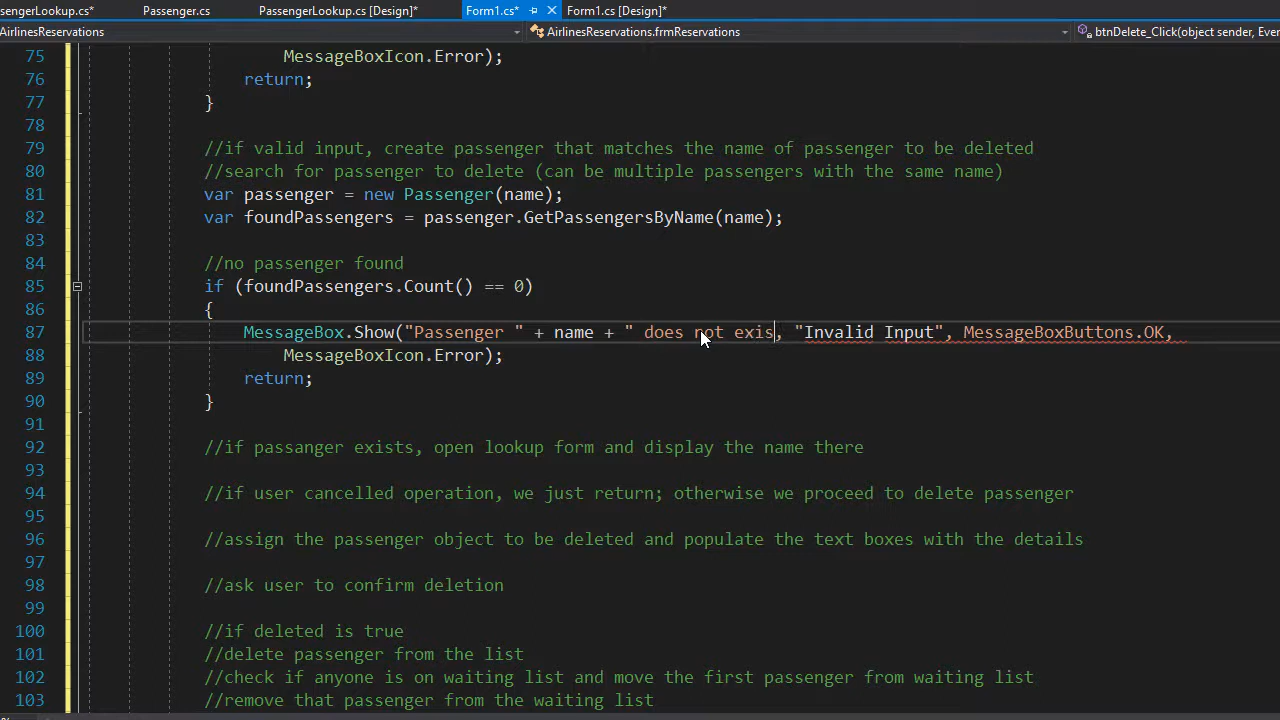 sengerLookup.cs* Passenger.cs PassengerLookup.cs [Design]* Form1.cs* Form1.cs [Design]*
AirlinesReservations AirlinesReservations.frmReservations btnDelete_Click(object sender, Even
75 MessageBoxIcon.Error);
76 return;
77 }
78
79 //if valid input, create passenger that matches the name of passenger to be deleted
80 //search for passenger to delete (can be multiple passengers with the same name)
81 var passenger = new Passenger(name);
82 var foundPassengers = passenger.GetPassengersByName(name);
83
84 //no passenger found
85 if (foundPassengers.Count() == 0)
86 {
87 MessageBox.Show("Passenger " + name + " does not exis, "Invalid Input", MessageBoxButtons.OK,
88 MessageBoxIcon.Error);
89 return;
90 }
91
92 //if passanger exists, open lookup form and display the name there
93
94 //if user cancelled operation, we just return; otherwise we proceed to delete passenger
95
96 //assign the passenger object to be deleted and populate the text boxes with the details
97
98 //ask user to confirm deletion
99
100 //if deleted is true
101 //delete passenger from the list
102 //check if anyone is on waiting list and move the first passenger from waiting list
103 //remove that passenger from the waiting list